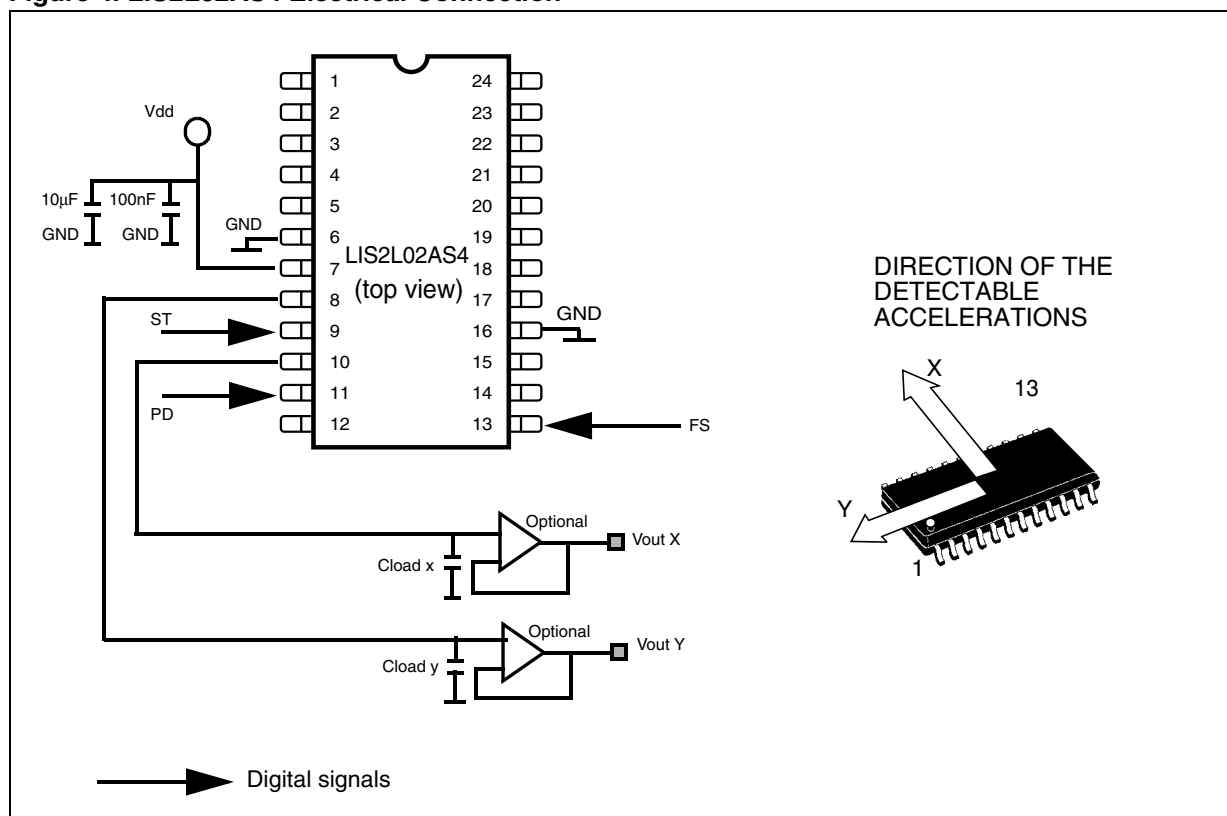 1
2
3
4
5
6
7
8
9
10
11
12
24
23
22
21
20
19
18
17
16
15
14
13
LIS2L02AS4
(top view)
Vdd
10µF
100nF
GND
GND
GND
ST
PD
GND
FS
Optional
Vout X
Cload x
Optional
Vout Y
Cload y
Digital signals
DIRECTION OF THE
DETECTABLE
ACCELERATIONS
X
13
Y
1